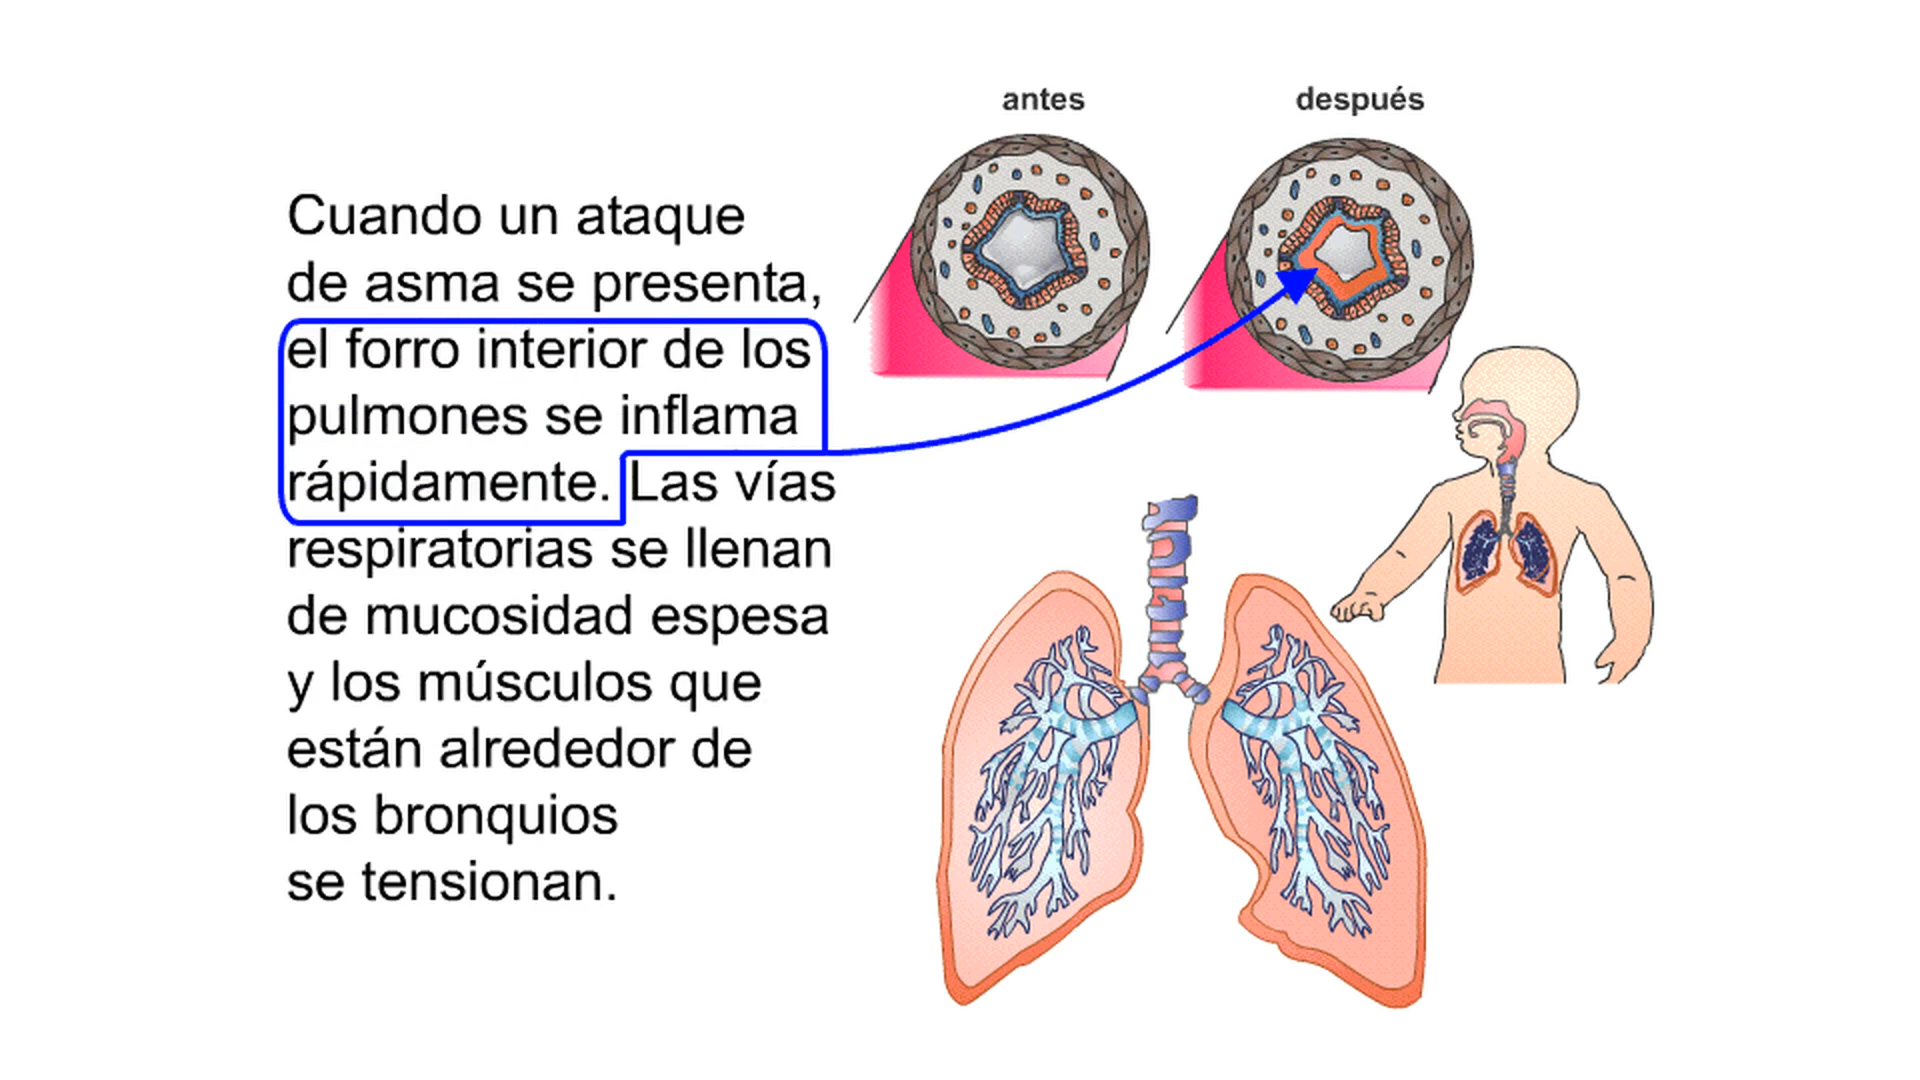 antes
después
Cuando un ataque
de asma se presenta,
el forro interior de los
pulmones se inflama
rápidamente. Las vías
respiratorias se llenan
de mucosidad espesa
y los músculos que
están alrededor de
los bronquios
se tensionan.